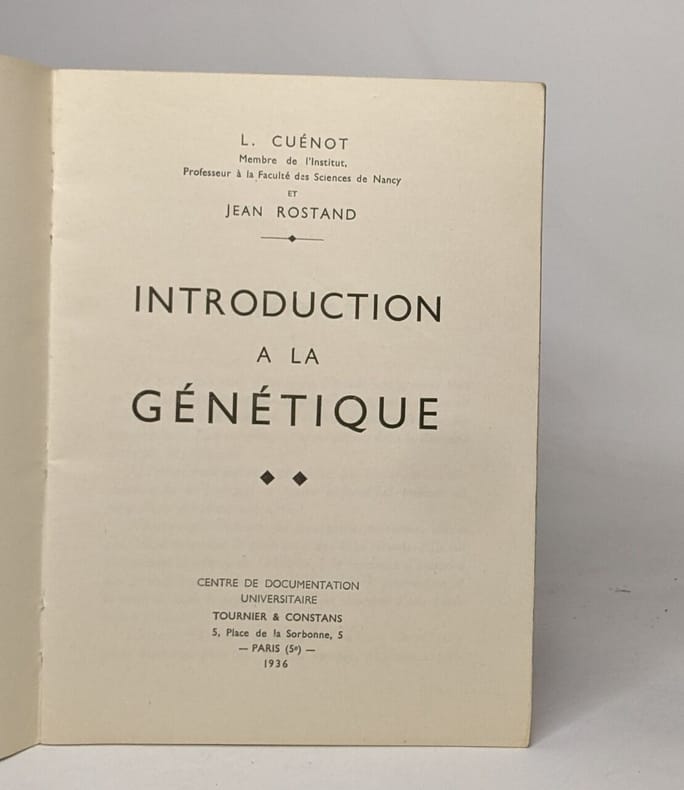 L. CUÉNOT
Membre de l'Institut,
Professeur à la Faculté des Sciences de Nancy
ET
JEAN ROSTAND
INTRODUCTION
A LA
GÉNÉTIQUE
CENTRE DE DOCUMENTATION
UNIVERSITAIRE
TOURNIER & CONSTANS
5, Place de la Sorbonne, 5
— PARIS (5e) —
1936